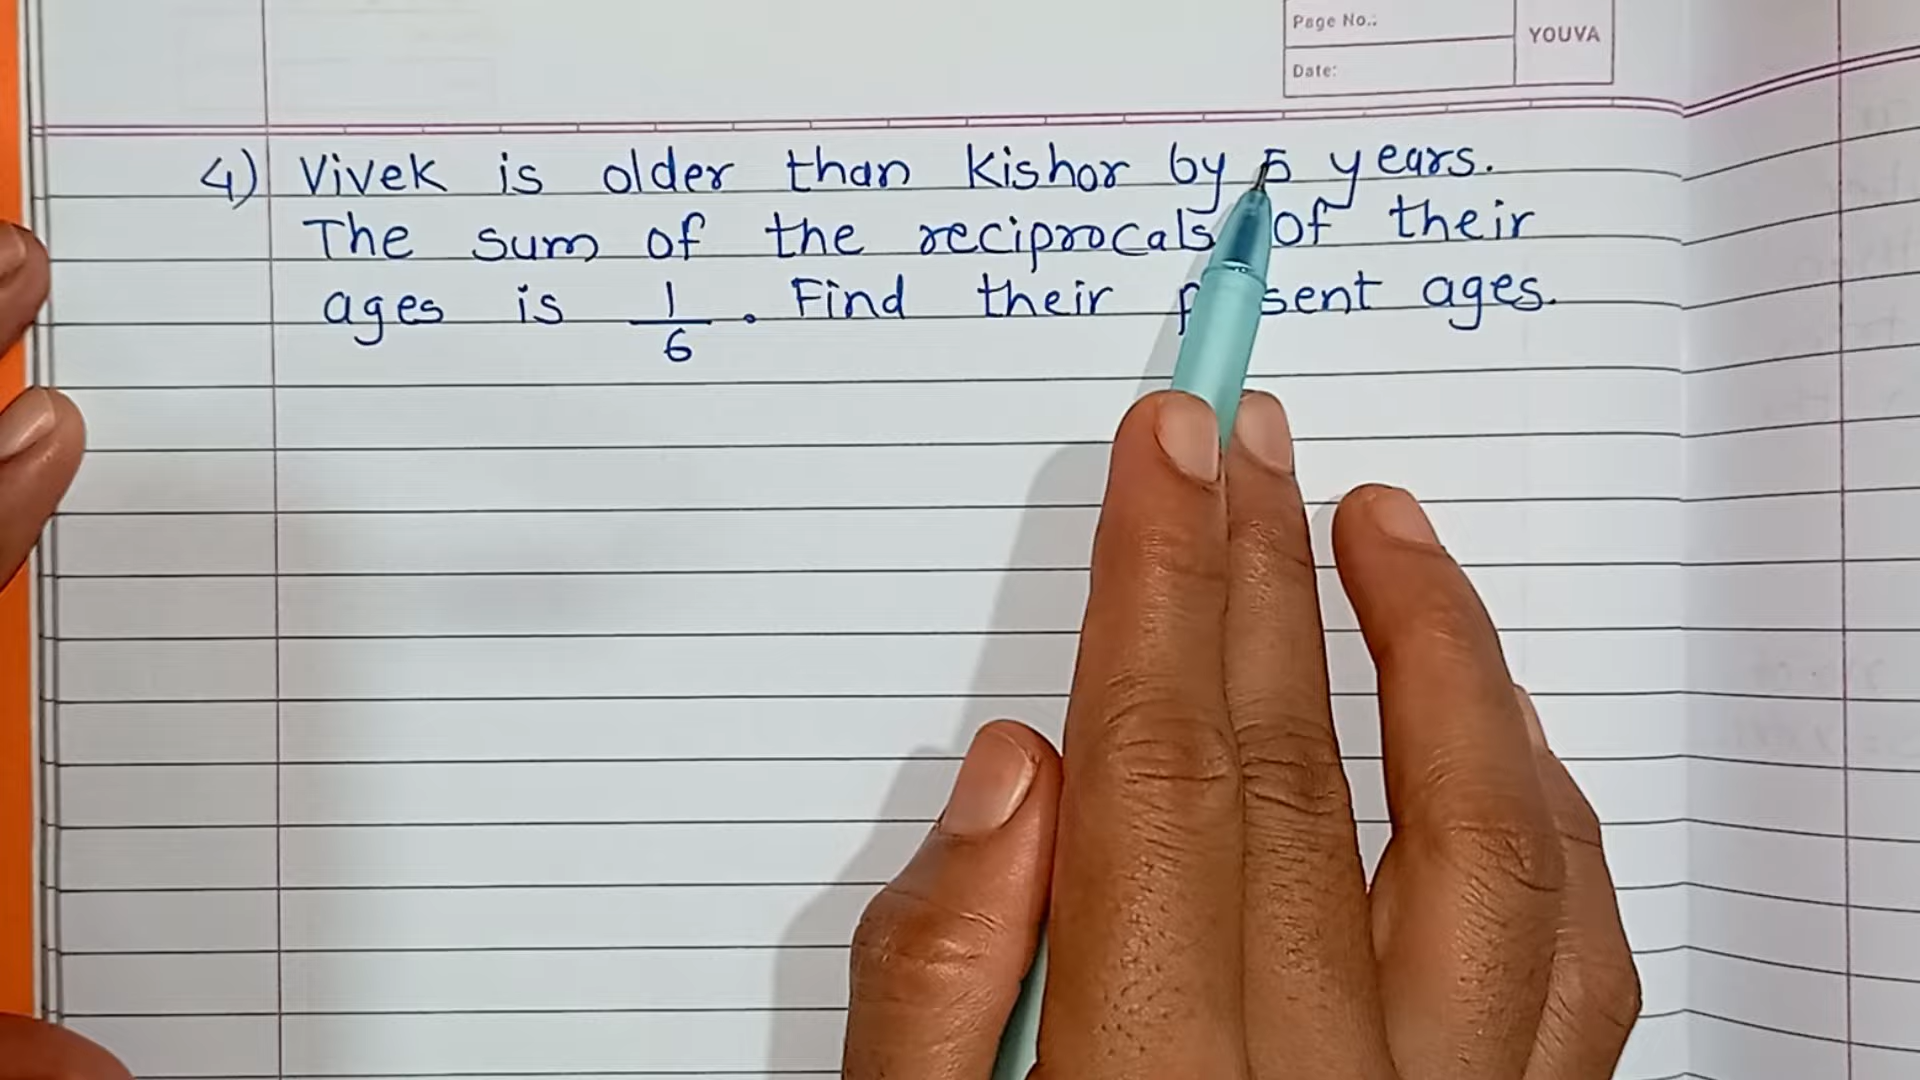 Page No.:
YOUVA
Date:
4) Vivek is older than Kishor by 5 years.
The sum of the reciprocals of their
ages is 1/6. Find their sent ages.